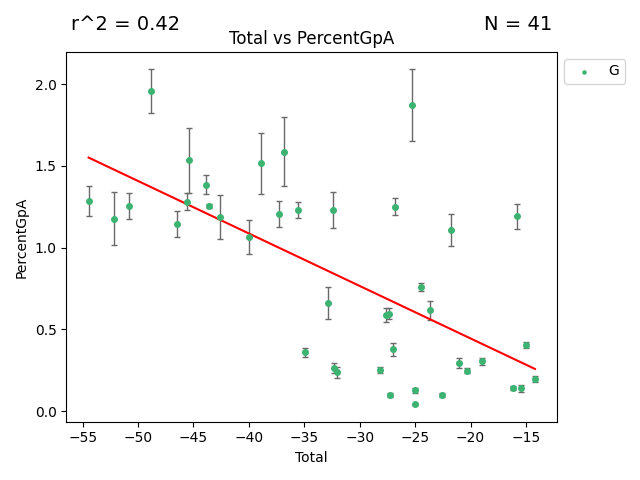 r^2 = 0.42
N = 41
Total vs PercentGpA
G
PercentGpA
2.0
1.5
1.0
0.5
0.0
−55 −50 −45 −40 −35 −30 −25 −20 −15
Total